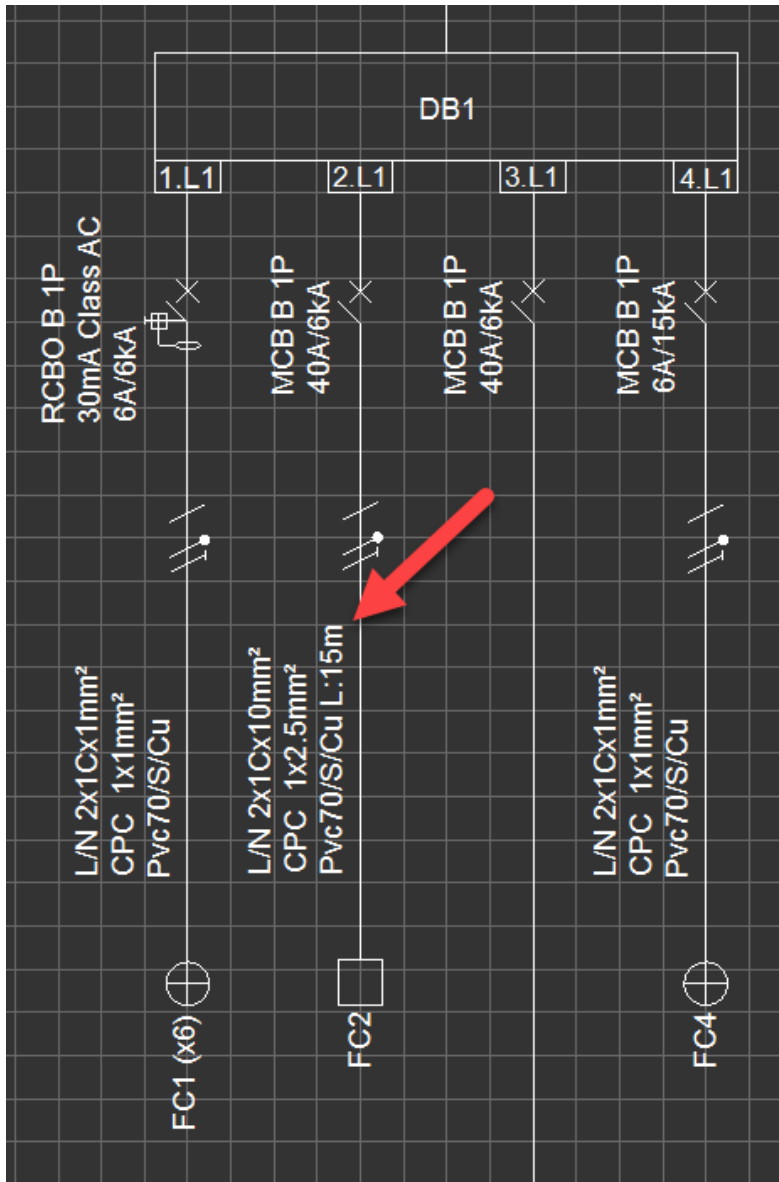 DB1
1.L1
2.L1
3.L1
4.L1
RCBO B 1P
30mA Class AC
6A/6kA
MCB B 1P
40A/6kA
MCB B 1P
40A/6kA
MCB B 1P
6A/15kA
L/N 2x1Cx1mm²
CPC 1x1mm²
Pvc70/S/Cu
L/N 2x1Cx10mm²
CPC 1x2.5mm²
Pvc70/S/Cu L:15m
L/N 2x1Cx1mm²
CPC 1x1mm²
Pvc70/S/Cu
FC1 (x6)
FC2
FC4